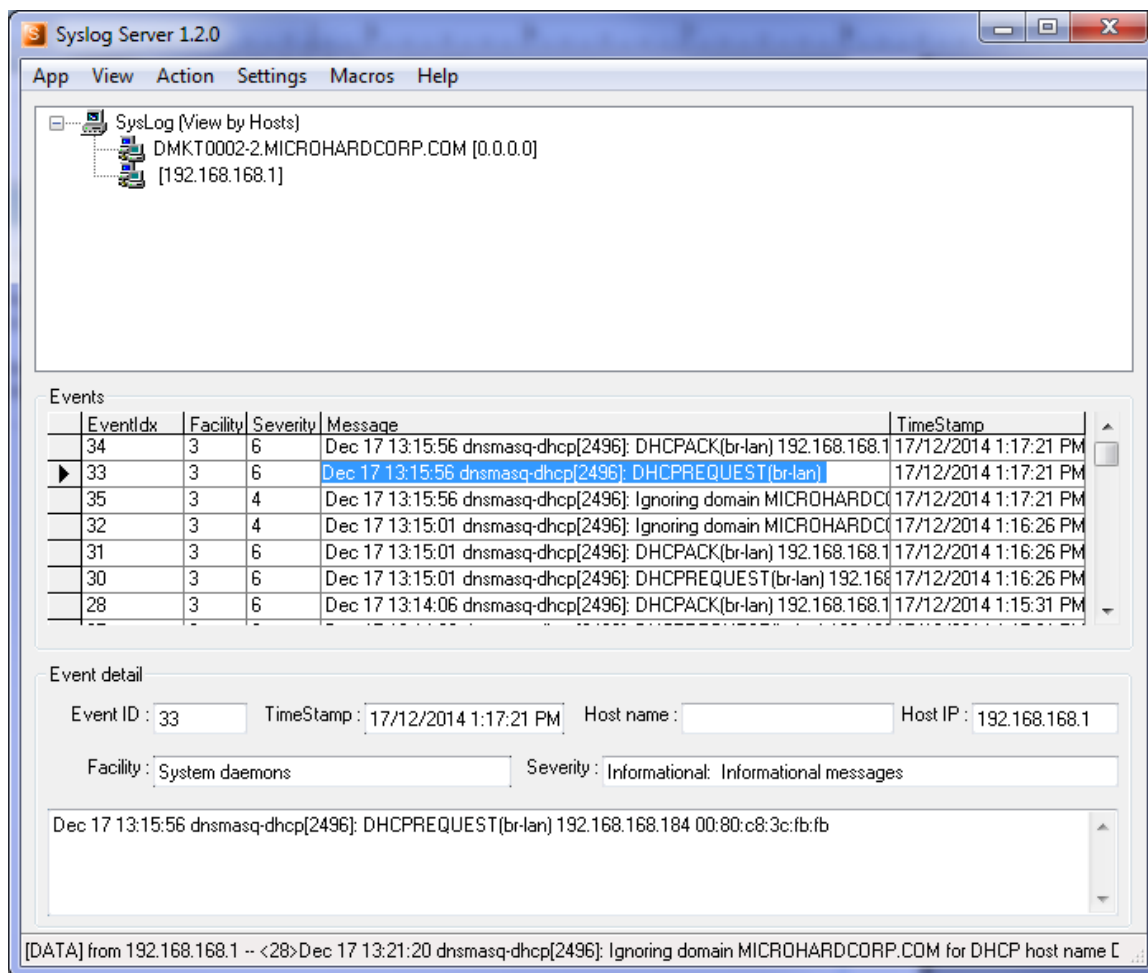 Syslog Server 1.2.0
App View Action Settings Macros Help
SysLog (View by Hosts)
DMKT0002-2.MICROHARDCORP.COM [0.0.0.0]
[192.168.168.1]
Events
EventIdx Facility Severity Message TimeStamp
34 3 6 Dec 17 13:15:56 dnsmasq-dhcp[2496]: DHCPACK(br-lan) 192.168.168.1 17/12/2014 1:17:21 PM
33 3 6 Dec 17 13:15:56 dnsmasq-dhcp[2496]: DHCPREQUEST(br-lan) 17/12/2014 1:17:21 PM
35 3 4 Dec 17 13:15:56 dnsmasq-dhcp[2496]: Ignoring domain MICROHARDC 17/12/2014 1:17:21 PM
32 3 4 Dec 17 13:15:01 dnsmasq-dhcp[2496]: Ignoring domain MICROHARDC 17/12/2014 1:16:26 PM
31 3 6 Dec 17 13:15:01 dnsmasq-dhcp[2496]: DHCPACK(br-lan) 192.168.168.1 17/12/2014 1:16:26 PM
30 3 6 Dec 17 13:15:01 dnsmasq-dhcp[2496]: DHCPREQUEST(br-lan) 192.168 17/12/2014 1:16:26 PM
28 3 6 Dec 17 13:14:06 dnsmasq-dhcp[2496]: DHCPACK(br-lan) 192.168.168.1 17/12/2014 1:15:31 PM
Event detail
Event ID : 33 TimeStamp : 17/12/2014 1:17:21 PM Host name : Host IP : 192.168.168.1
Facility : System daemons Severity : Informational: Informational messages
Dec 17 13:15:56 dnsmasq-dhcp[2496]: DHCPREQUEST(br-lan) 192.168.168.184 00:80:c8:3c:fb:fb
[DATA] from 192.168.168.1 -- <28>Dec 17 13:21:20 dnsmasq-dhcp[2496]: Ignoring domain MICROHARDCORP.COM for DHCP host name D